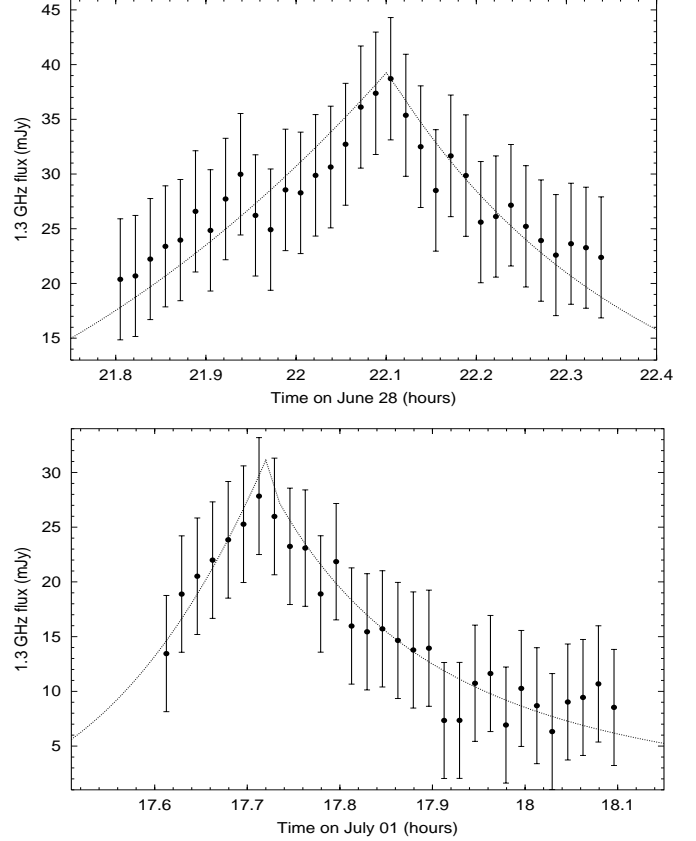 45
40
35
30
25
20
15
1.3 GHz flux (mJy)
21.8 21.9 22 22.1 22.2 22.3 22.4
Time on June 28 (hours)
30
25
20
15
10
5
1.3 GHz flux (mJy)
17.6 17.7 17.8 17.9 18 18.1
Time on July 01 (hours)